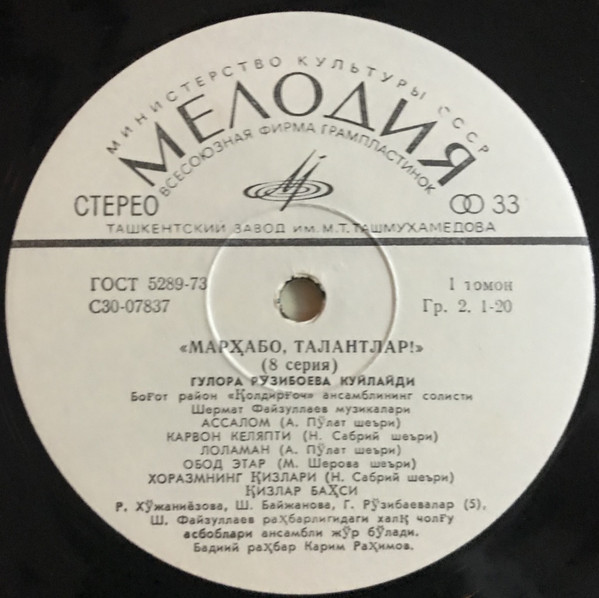 МИНИСТЕРСТВО КУЛЬТУРЫ СССР
МЕЛОДИЯ
ВСЕСОЮЗНАЯ ФИРМА ГРАМПЛАСТИНОК
СТЕРЕО
33
ТАШКЕНТСКИЙ ЗАВОД ИМ. М.Т. ТАШМУХАМЕДОВА
ГОСТ 5289-73
1 томон
С30-07837
Гр. 2. 1-20
«МАРҲАБО, ТАЛАНТЛАР!»
(8 серия)
ГУЛОРА РЎЗИБОЕВА КУЙЛАЙДИ
Боғот район «Қолдирғоч» ансамблининг солисти
Шермат Файзуллаев музикалари
АССАЛОМ (А. Пўлат шеъри)
КАРВОН КЕЛЯПТИ (Н. Сабрий шеъри)
ЛОЛАМАН (А. Пўлат шеъри)
ОБОД ЭТАР (М. Шерова шеъри)
ХОРАЗМНИНГ ҚИЗЛАРИ (Н. Сабрий шеъри)
ҚИЗЛАР БАҲСИ
Р. Хўжаниёзова, Ш. Байжанова, Г. Рўзибаевалар (5),
Ш. Файзуллаев раҳбарлигидаги халқ чолғу
асбоблари ансамбли жўр бўлади.
Бадиий раҳбар Карим Раҳимов.